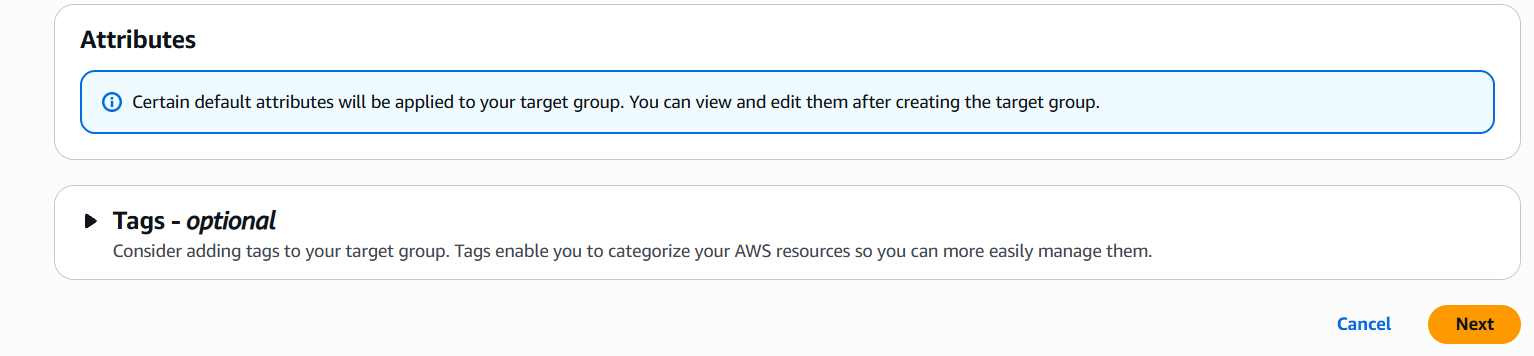 Attributes
Certain default attributes will be applied to your target group. You can view and edit them after creating the target group.
Tags - optional
Consider adding tags to your target group. Tags enable you to categorize your AWS resources so you can more easily manage them.
Cancel Next